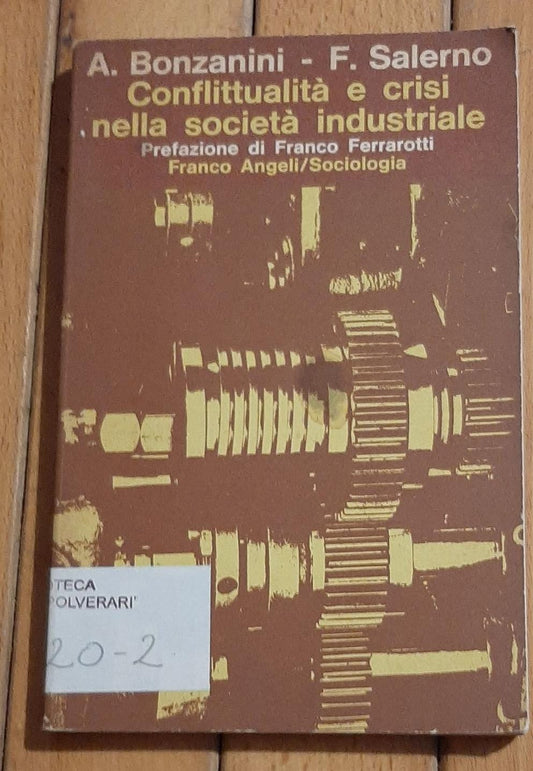 A. Bonzanini - F. Salerno
Conflittualità e crisi
nella società industriale
Prefazione di Franco Ferrarotti
Franco Angeli/Sociologia
OTECA
POLVERARI'
20-2